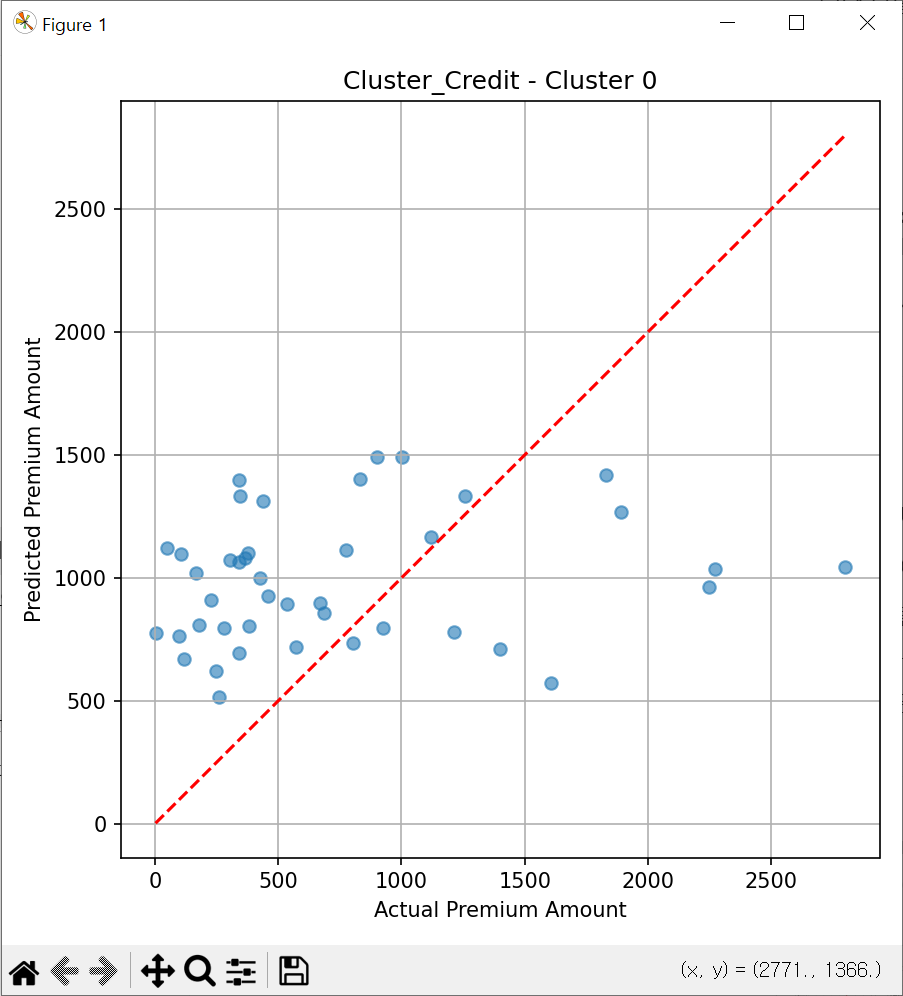 Figure 1
Cluster_Credit - Cluster 0
Predicted Premium Amount
2500
2000
1500
1000
500
0
0 500 1000 1500 2000 2500
Actual Premium Amount
(x, y) = (2771., 1366.)